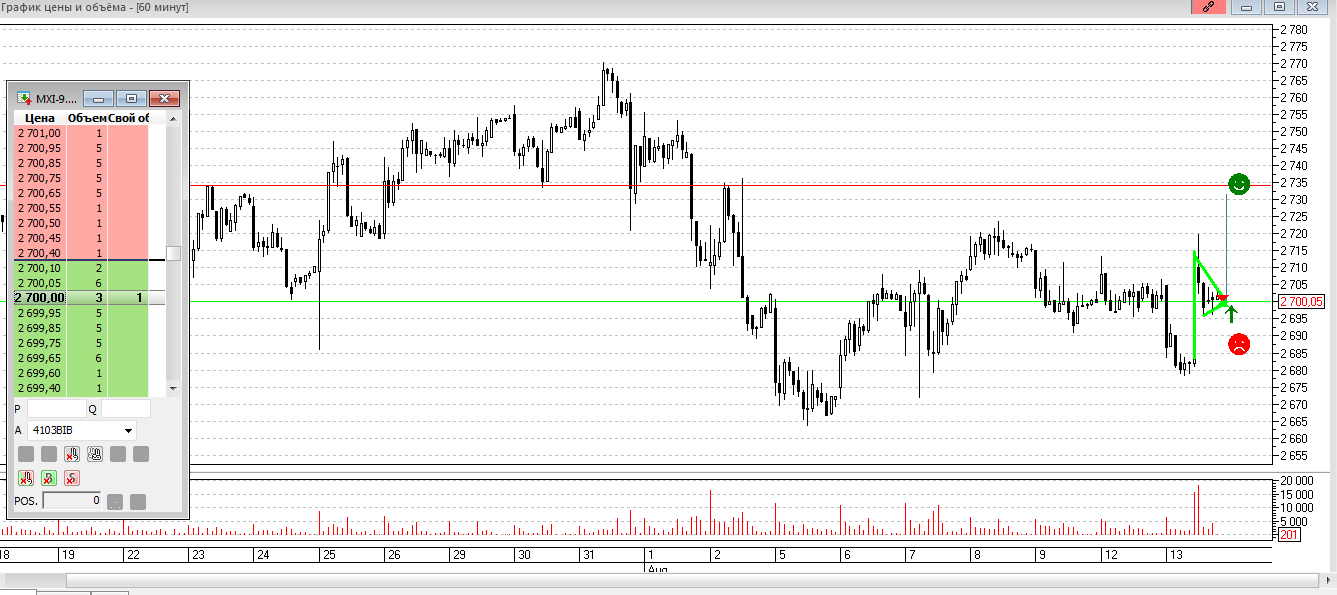 График цены и объёма - [60 минут]
2 780
2 775
2 770
2 765
2 760
2 755
2 750
2 745
2 740
2 735
2 730
2 725
2 720
2 715
2 710
2 705
2 700,05
2 695
2 690
2 685
2 680
2 675
2 670
2 665
2 660
2 655
MXI-9....
Цена Объем Свой об
2 701,00 1
2 700,95 5
2 700,85 5
2 700,75 5
2 700,65 5
2 700,55 1
2 700,50 1
2 700,45 1
2 700,40 1
2 700,10 2
2 700,05 6
2 700,00 3 1
2 699,95 5
2 699,85 5
2 699,75 5
2 699,65 6
2 699,60 1
2 699,40 1
P Q
A 4103BIB
POS. 0
20 000
15 000
10 000
5 000
201
18 19 22 23 24 25 26 29 30 31 1 2 5 6 7 8 9 12 13
Aug